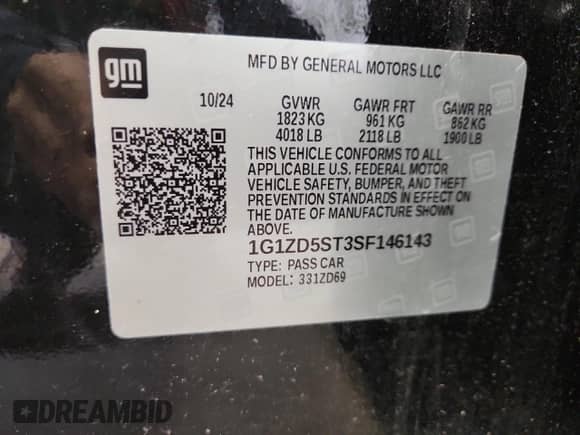 gm
MFD BY GENERAL MOTORS LLC
10/24 GVWR GAWR FRT GAWR RR
1823 KG 961 KG 862 KG
4018 LB 2118 LB 1900 LB
THIS VEHICLE CONFORMS TO ALL
APPLICABLE U.S. FEDERAL MOTOR
VEHICLE SAFETY, BUMPER, AND THEFT
PREVENTION STANDARDS IN EFFECT ON
THE DATE OF MANUFACTURE SHOWN
ABOVE.
1G1ZD5ST3SF146143
TYPE: PASS CAR
MODEL: 331ZD69
DREAMBID